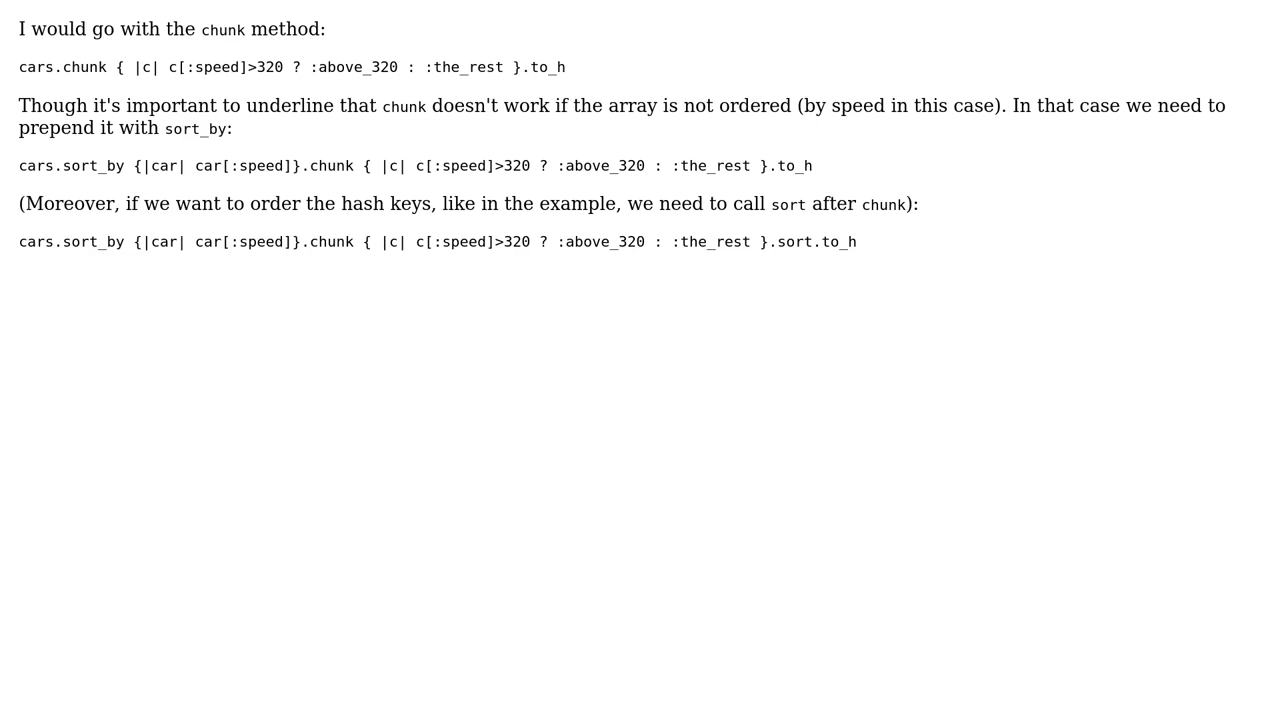 I would go with the chunk method:
cars.chunk { |c| c[:speed]>320 ? :above_320 : :the_rest }.to_h
Though it's important to underline that chunk doesn't work if the array is not ordered (by speed in this case). In that case we need to
prepend it with sort_by:
cars.sort_by {|car| car[:speed]}.chunk { |c| c[:speed]>320 ? :above_320 : :the_rest }.to_h
(Moreover, if we want to order the hash keys, like in the example, we need to call sort after chunk):
cars.sort_by {|car| car[:speed]}.chunk { |c| c[:speed]>320 ? :above_320 : :the_rest }.sort.to_h